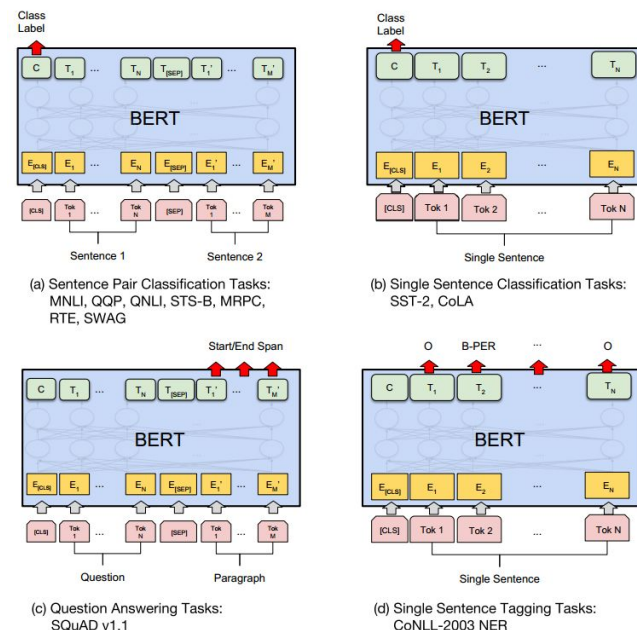 Class
Label
C T1 ... TN T[SEP] T1' ... TM'
BERT
E[CLS] E1 ... EN E[SEP] E1' ... EM'
[CLS] Tok 1 ... Tok N [SEP] Tok 1 ... Tok M
Sentence 1 Sentence 2
(a) Sentence Pair Classification Tasks:
MNLI, QQP, QNLI, STS-B, MRPC,
RTE, SWAG
Class
Label
C T1 T2 ... TN
BERT
E[CLS] E1 E2 ... EN
[CLS] Tok 1 Tok 2 ... Tok N
Single Sentence
(b) Single Sentence Classification Tasks:
SST-2, CoLA
Start/End Span
C T1 ... TN T[SEP] T1' ... TM'
BERT
E[CLS] E1 ... EN E[SEP] E1' ... EM'
[CLS] Tok 1 ... Tok N [SEP] Tok 1 ... Tok M
Question Paragraph
(c) Question Answering Tasks:
SQuAD v1.1
O B-PER ... O
C T1 T2 ... TN
BERT
E[CLS] E1 E2 ... EN
[CLS] Tok 1 Tok 2 ... Tok N
Single Sentence
(d) Single Sentence Tagging Tasks:
CoNLL-2003 NER